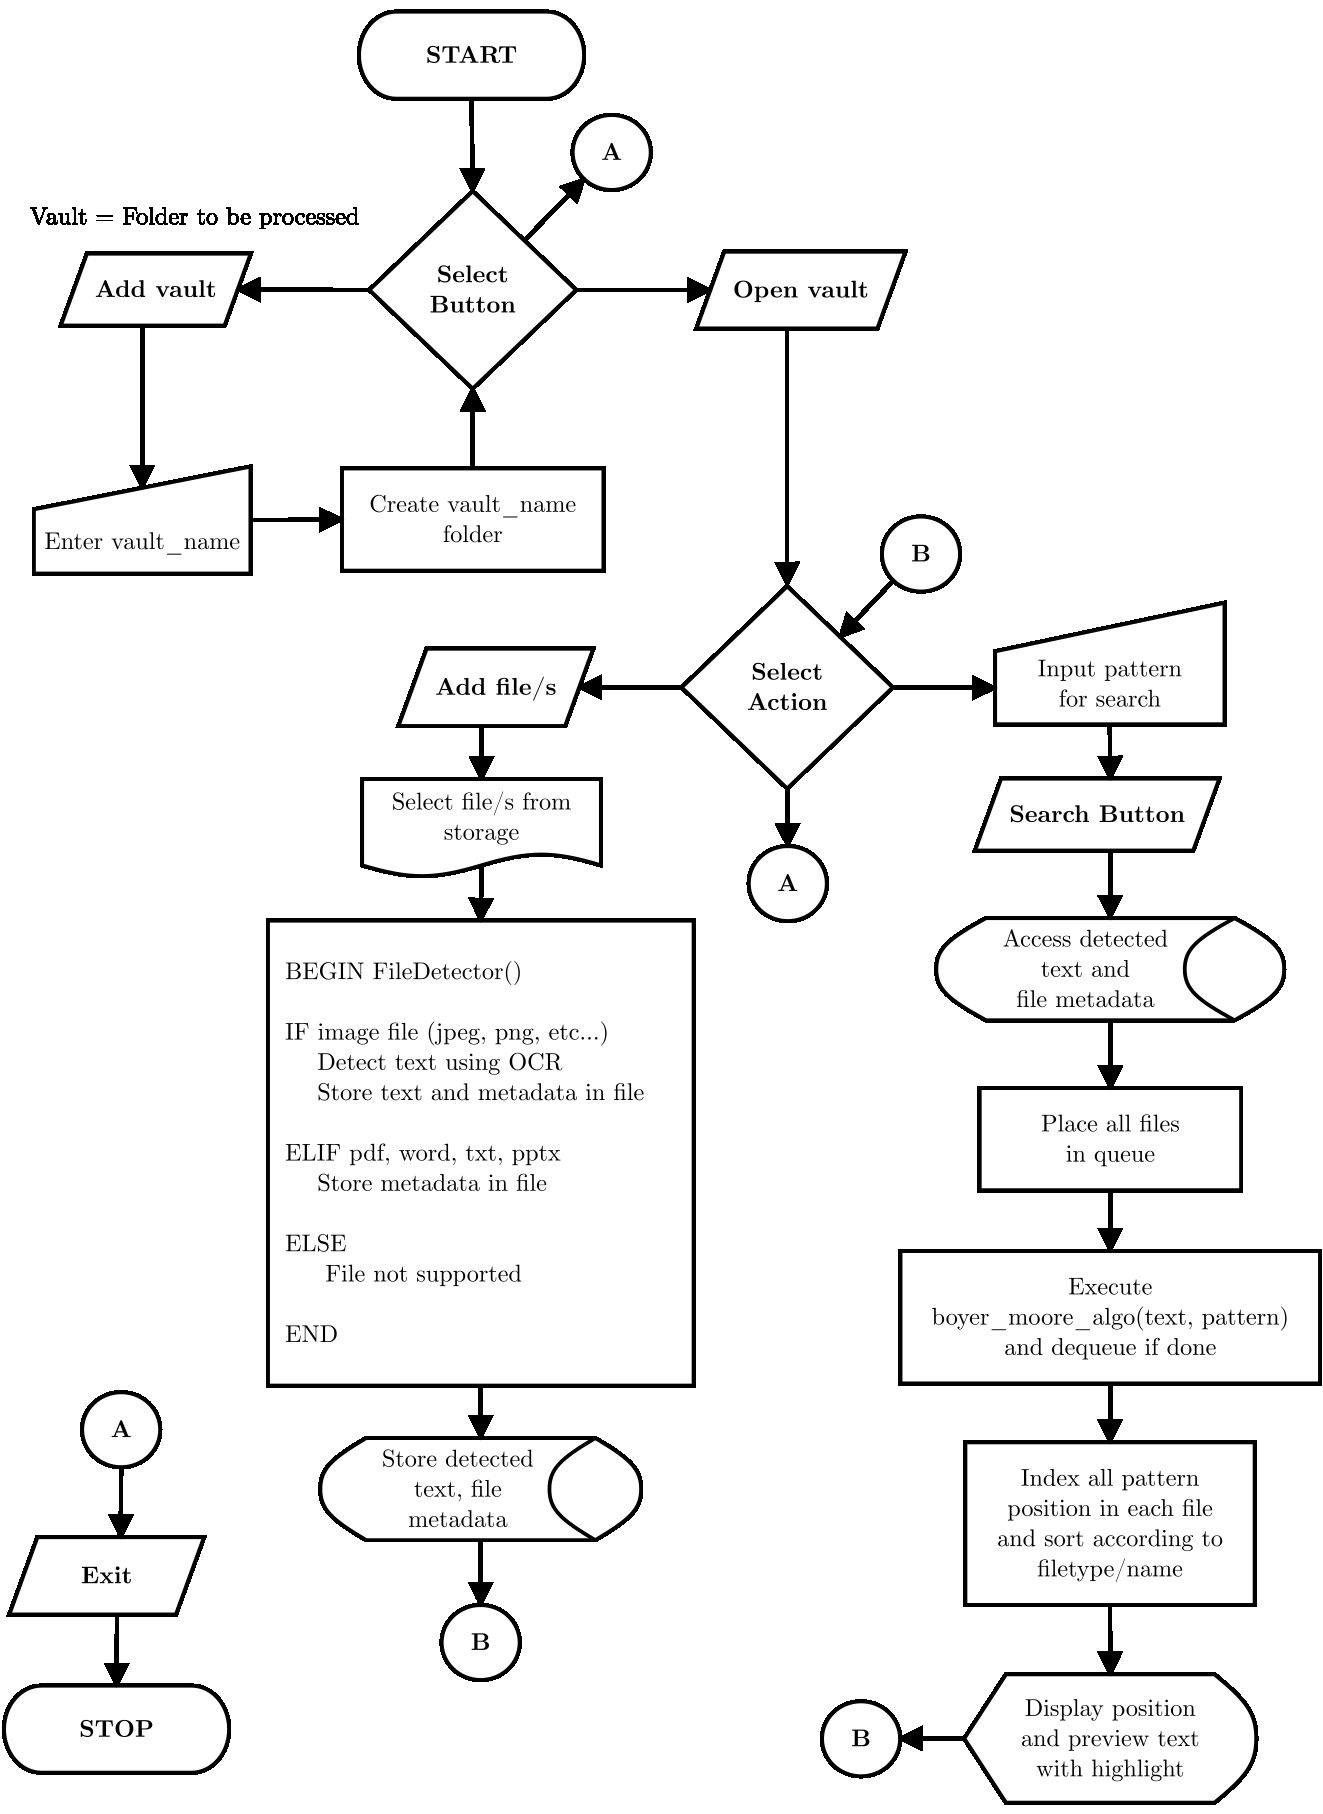 START
A
Vault = Folder to be processed
Add vault
Select
Button
Open vault
Enter vault_name
Create vault_name
folder
B
Add file/s
Select
Action
Input pattern
for search
Select file/s from
storage
Search Button
A
BEGIN FileDetector()
IF image file (jpeg, png, etc...)
Detect text using OCR
Store text and metadata in file
ELIF pdf, word, txt, pptx
Store metadata in file
ELSE
File not supported
END
Access detected
text and
file metadata
Place all files
in queue
Execute
boyer_moore_algo(text, pattern)
and dequeue if done
A
Exit
STOP
Store detected
text, file
metadata
B
Index all pattern
position in each file
and sort according to
filetype/name
Display position
and preview text
with highlight
B